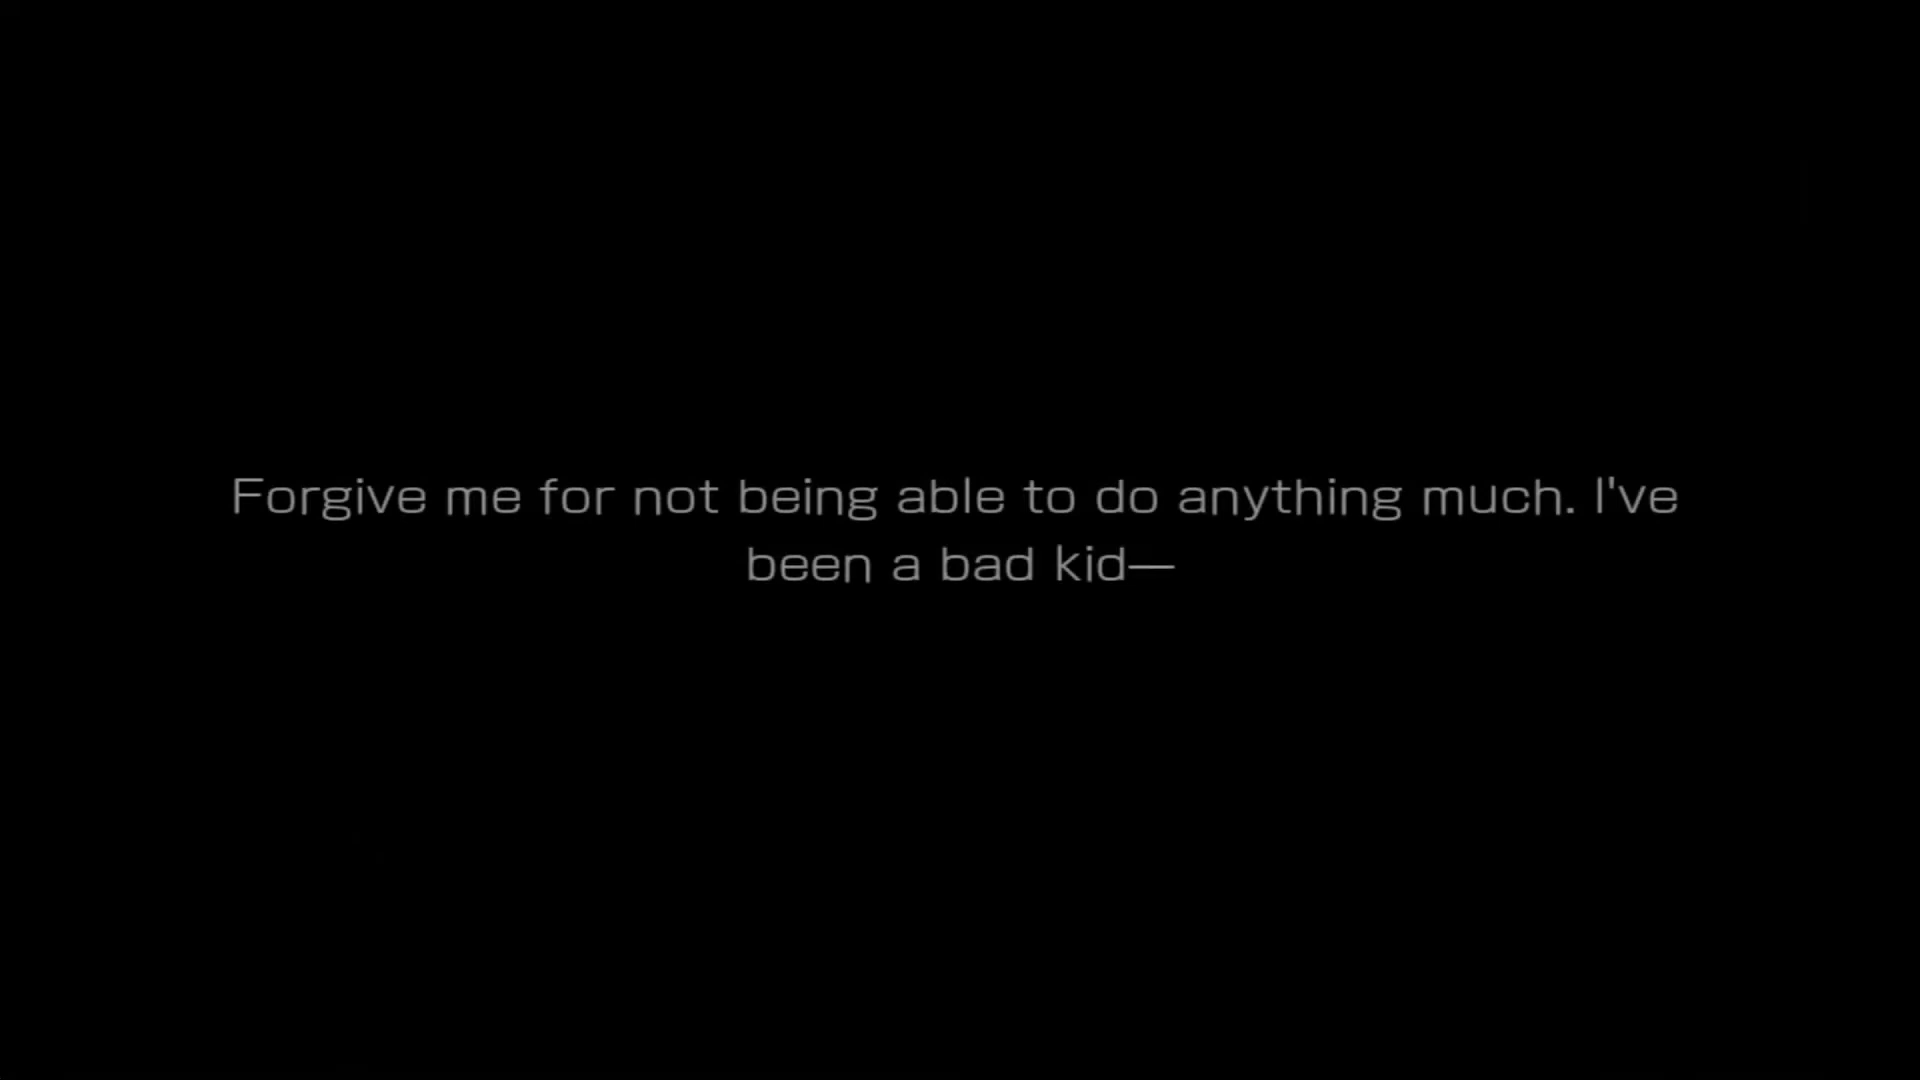 Forgive me for not being able to do anything much. I've
been a bad kid—